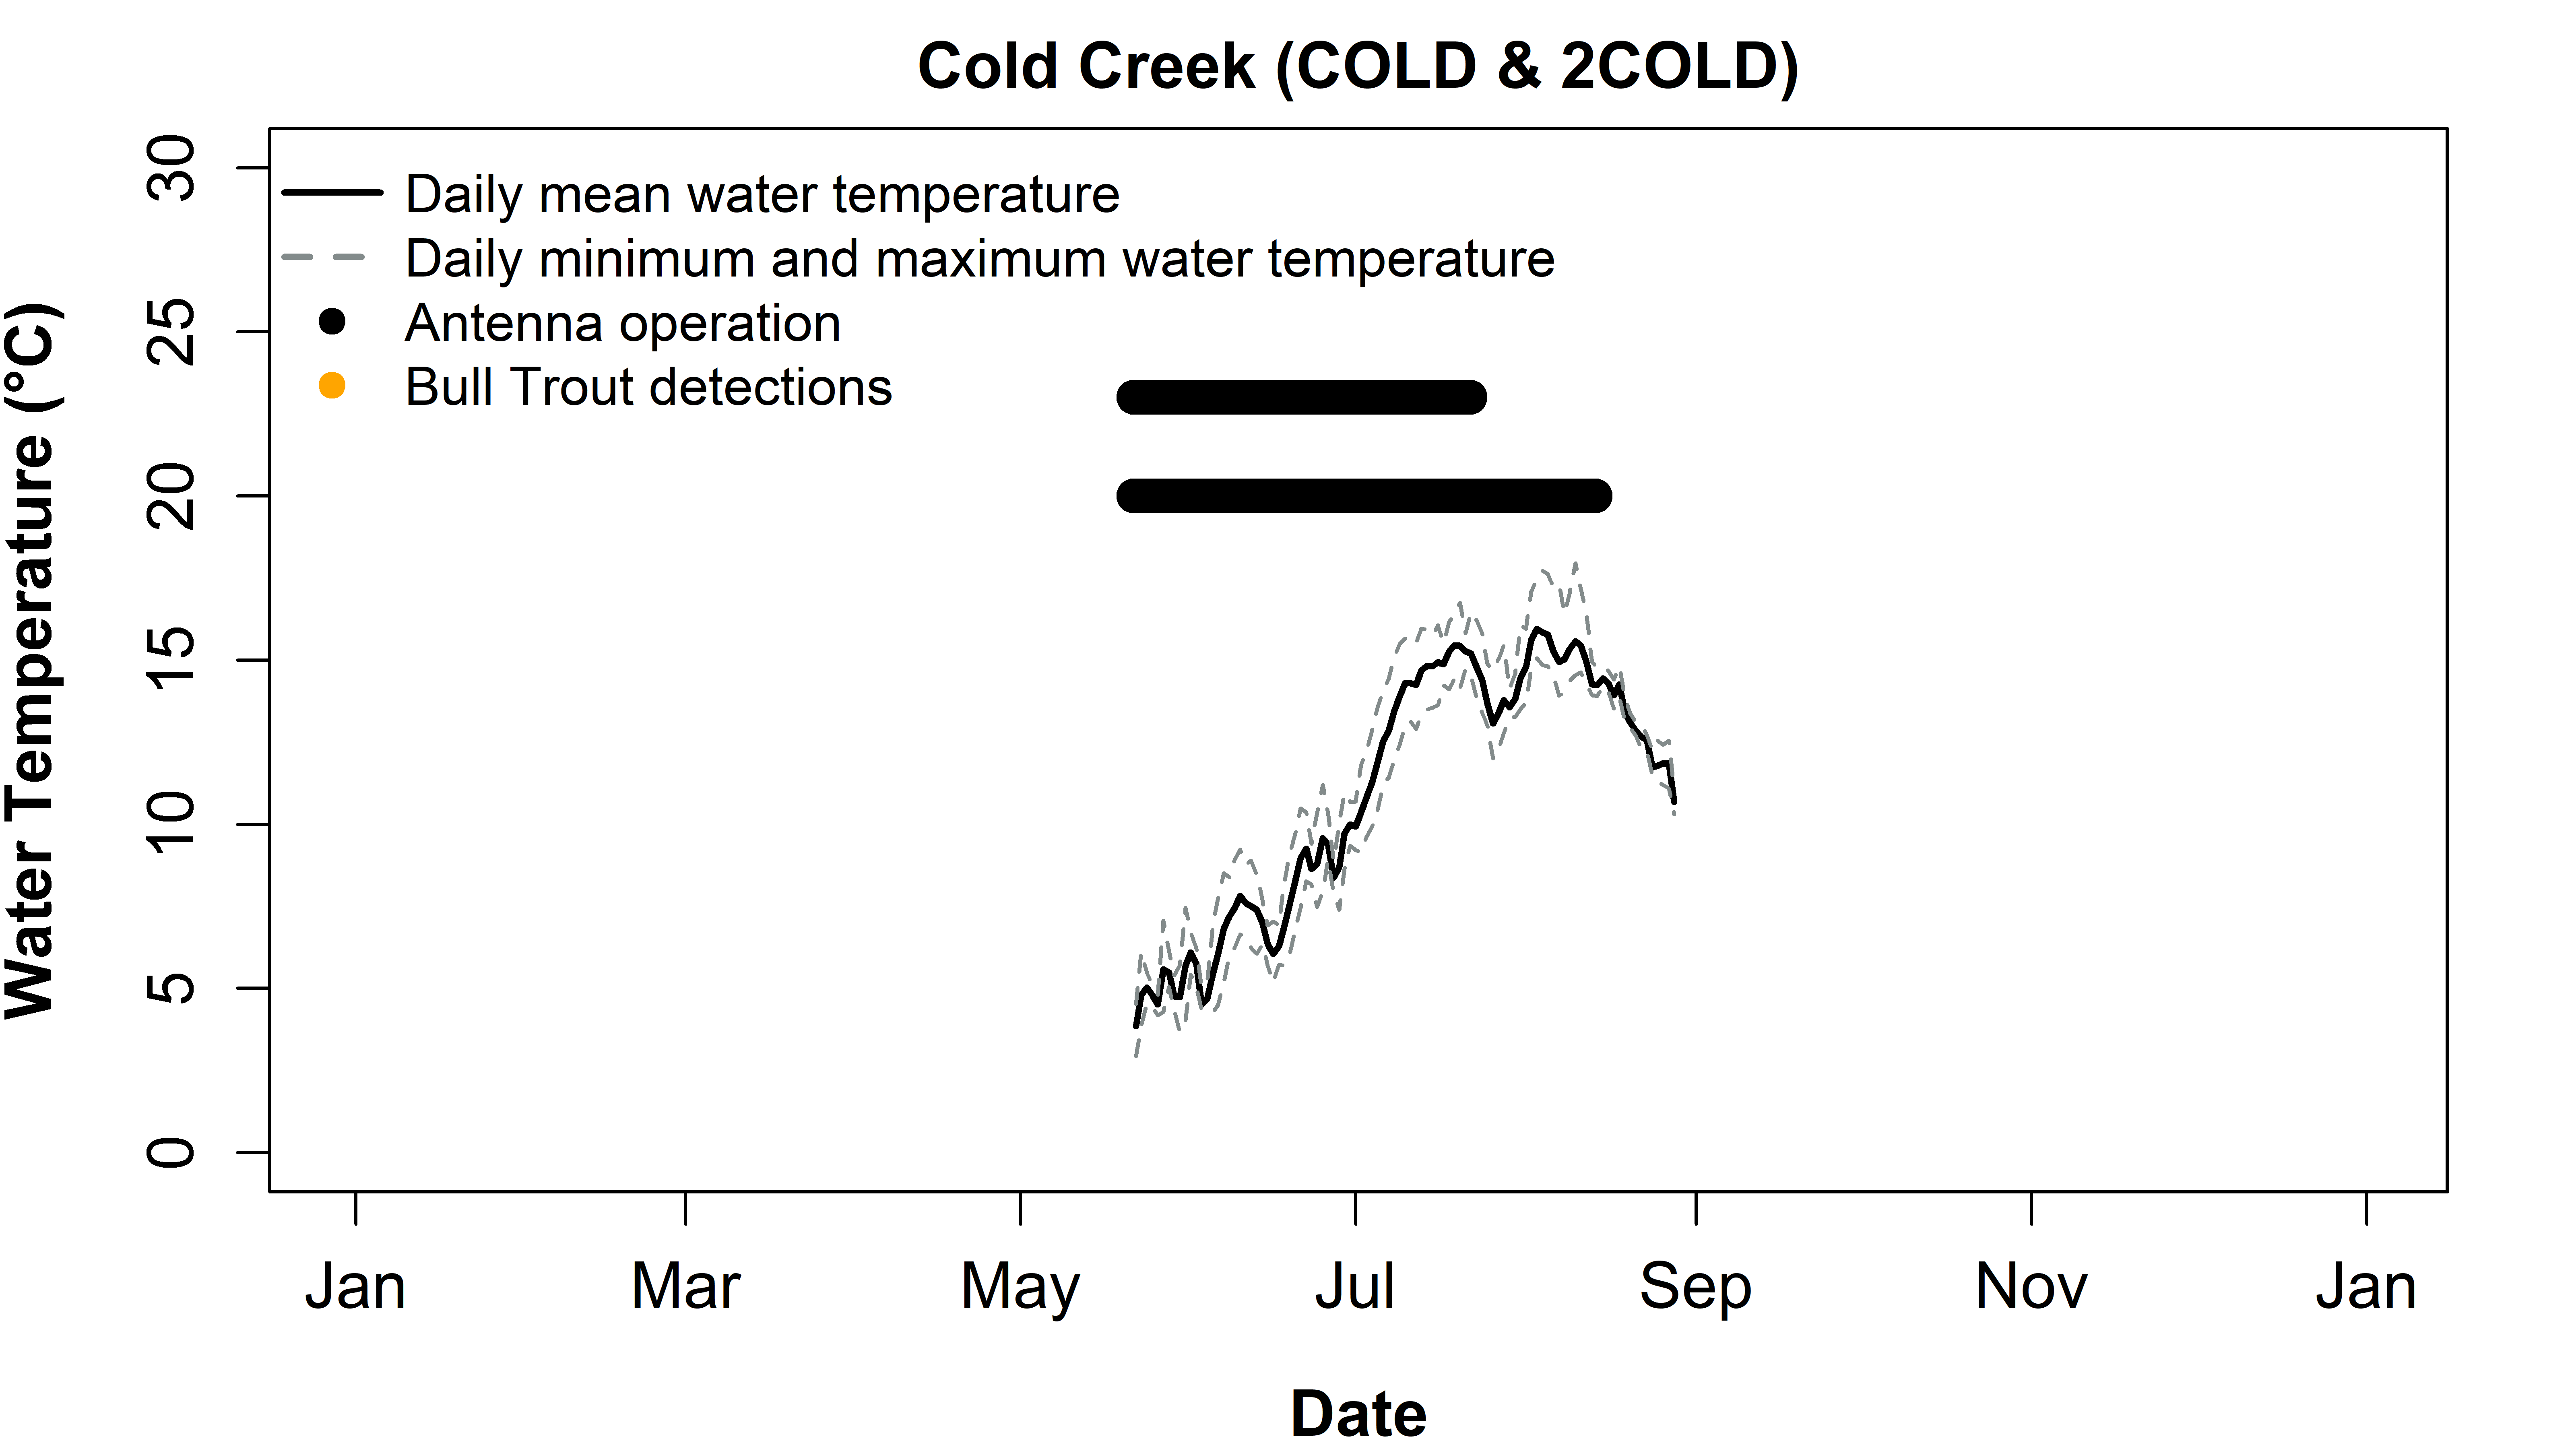 Cold Creek (COLD & 2COLD)
Daily mean water temperature
Daily minimum and maximum water temperature
Antenna operation
Bull Trout detections
Water Temperature (°C)
30
25
20
15
10
5
0
Jan Mar May Jul Sep Nov Jan
Date